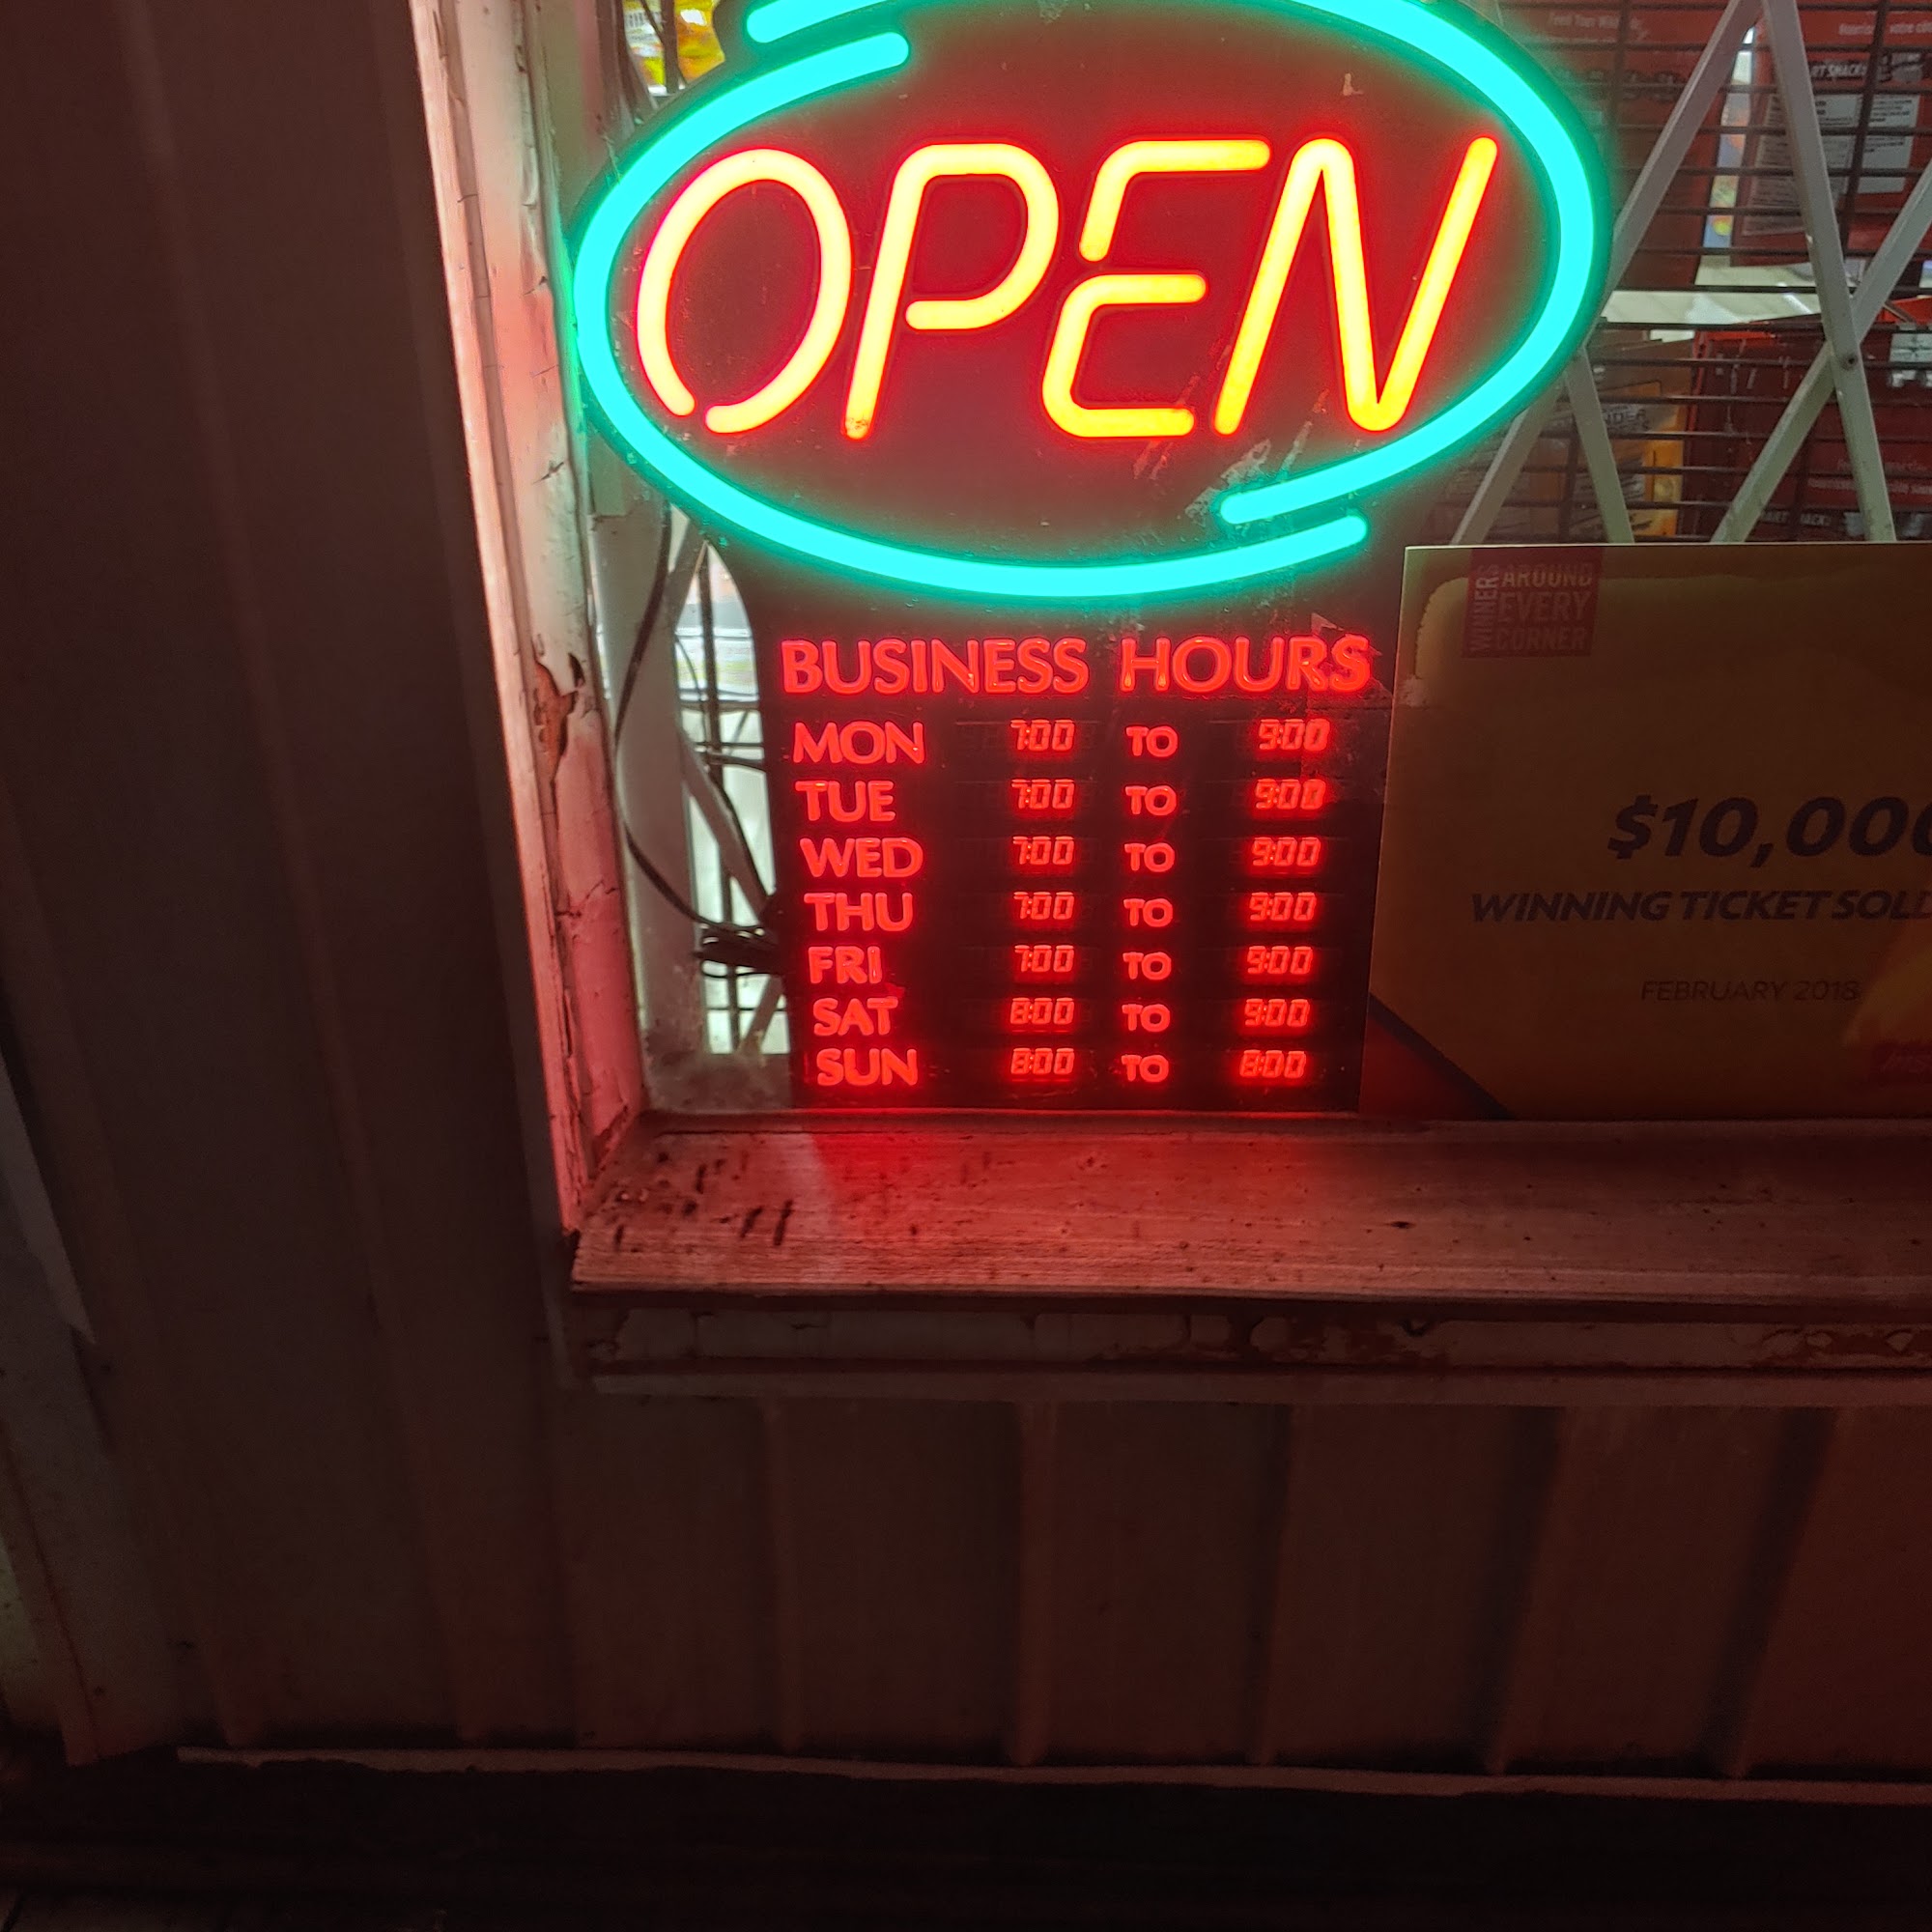 OPEN
BUSINESS HOURS
MON 7:00 TO 9:00
TUE 7:00 TO 9:00
WED 7:00 TO 9:00
THU 7:00 TO 9:00
FRI 7:00 TO 9:00
SAT 8:00 TO 9:00
SUN 8:00 TO 8:00
WINNERS AROUND
EVERY
CORNER
$10,000
WINNING TICKET SOLD
FEBRUARY 2018